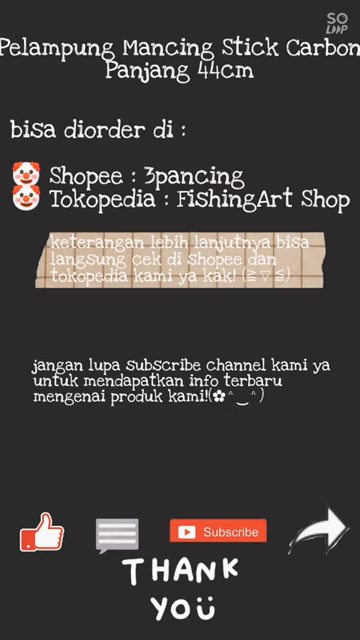 SO
LOOP
Pelampung Mancing Stick Carbon
Panjang 44cm
bisa diorder di :
🤡 Shopee : 3pancing
🤡 Tokopedia : FishingArt Shop
keterangan lebih lanjutnya bisa
langsung cek di shopee dan
tokopedia kami ya kak! (≧▽≦)
jangan lupa subscribe channel kami ya
untuk mendapatkan info terbaru
mengenai produk kami!(✿^‿^)
Subscribe
THANK
YOU